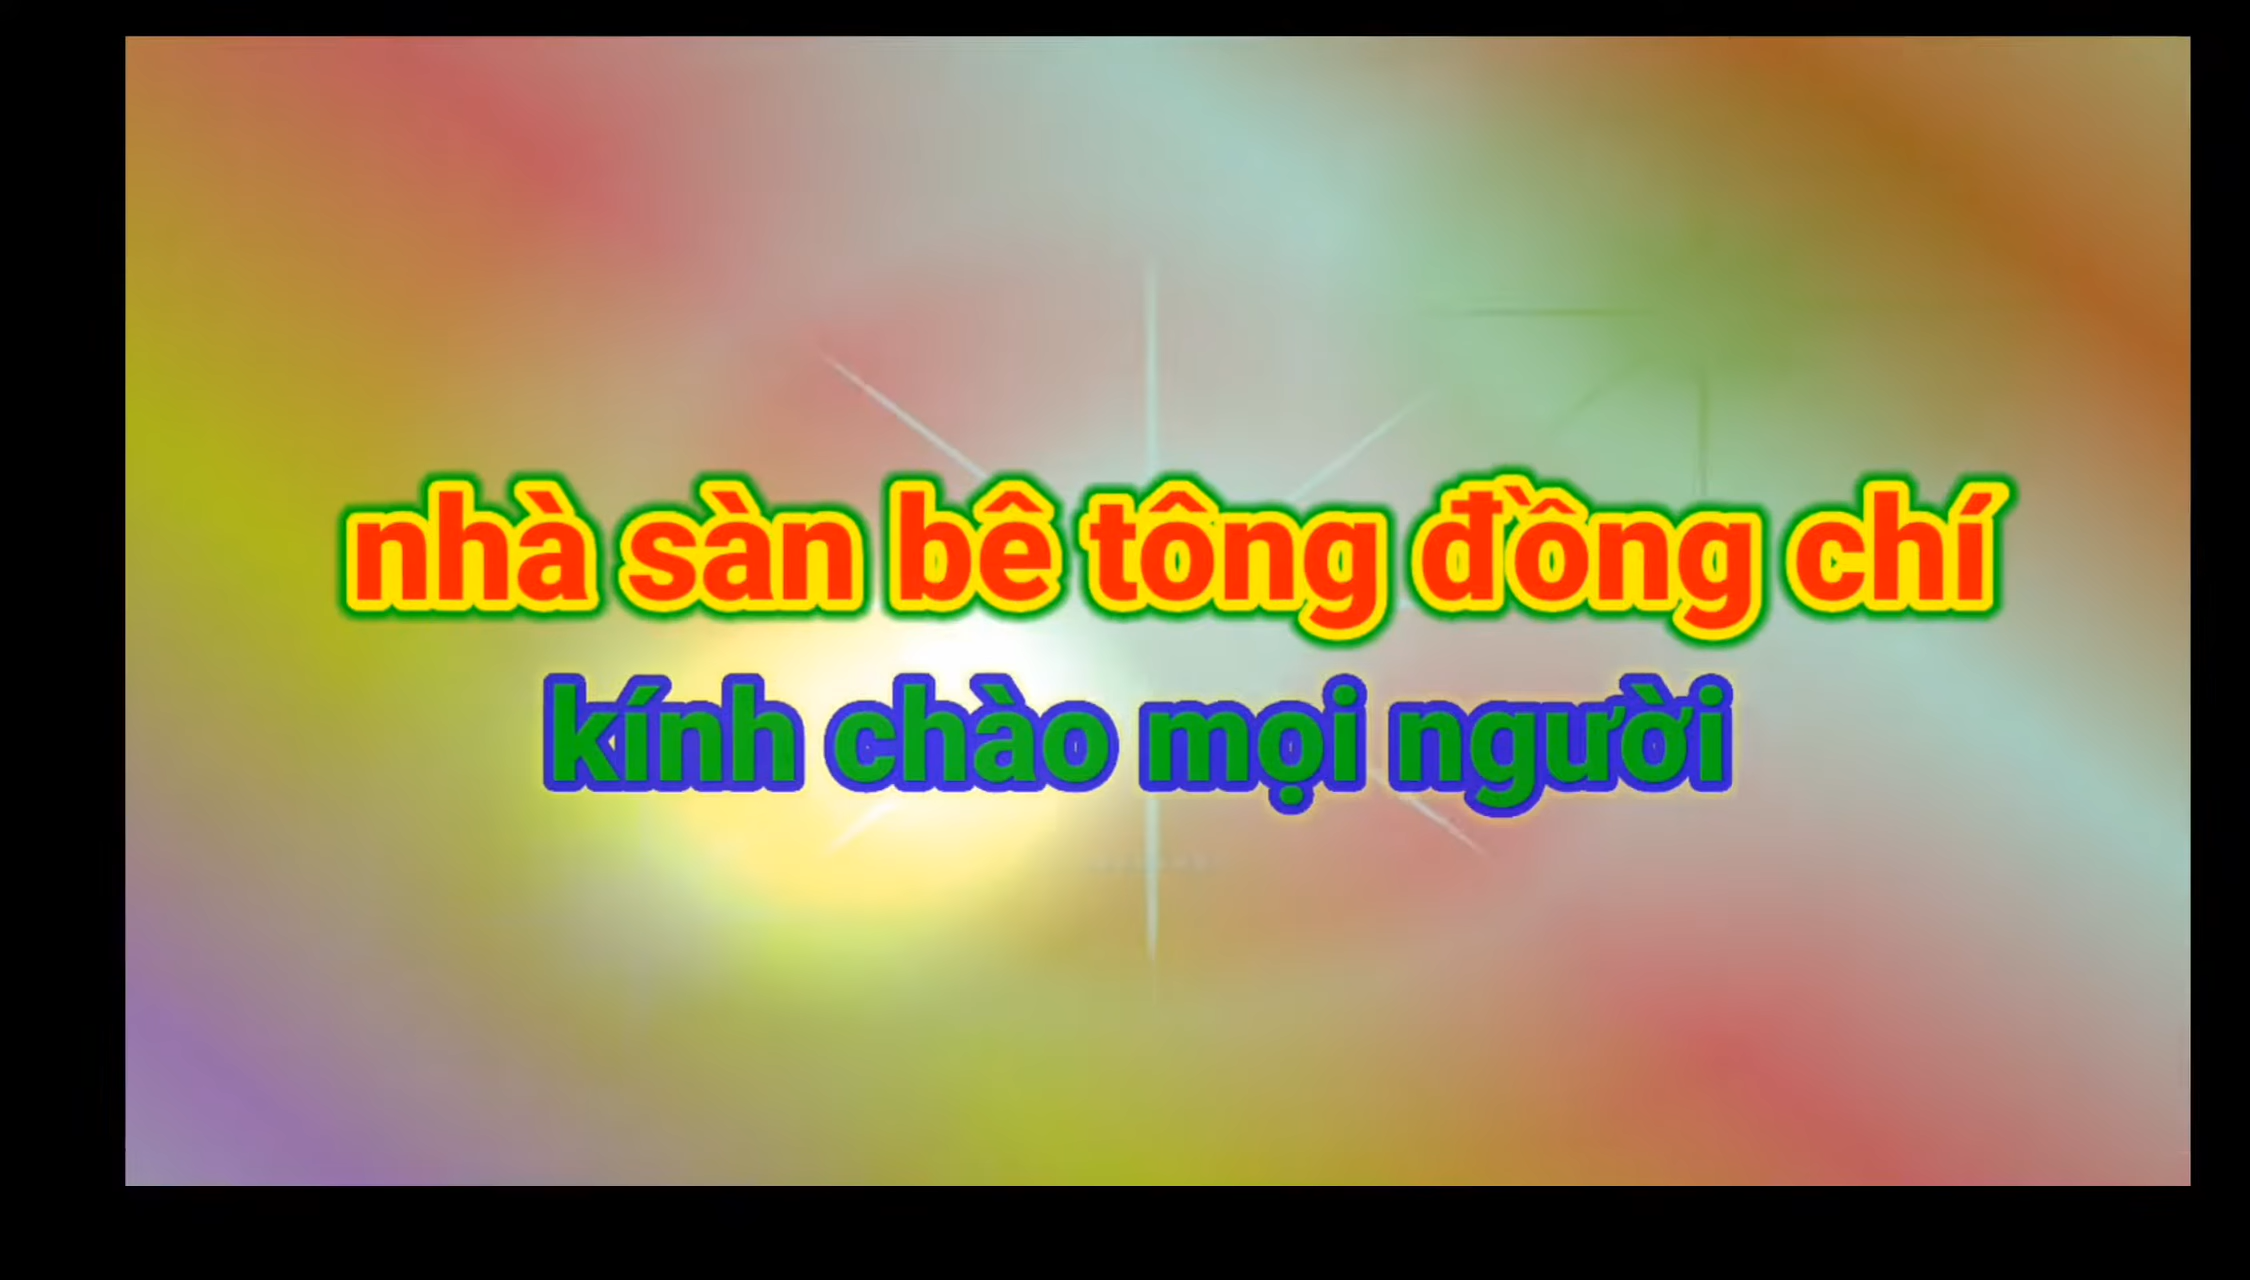 nhà sàn bê tông đồng chí
kính chào mọi người